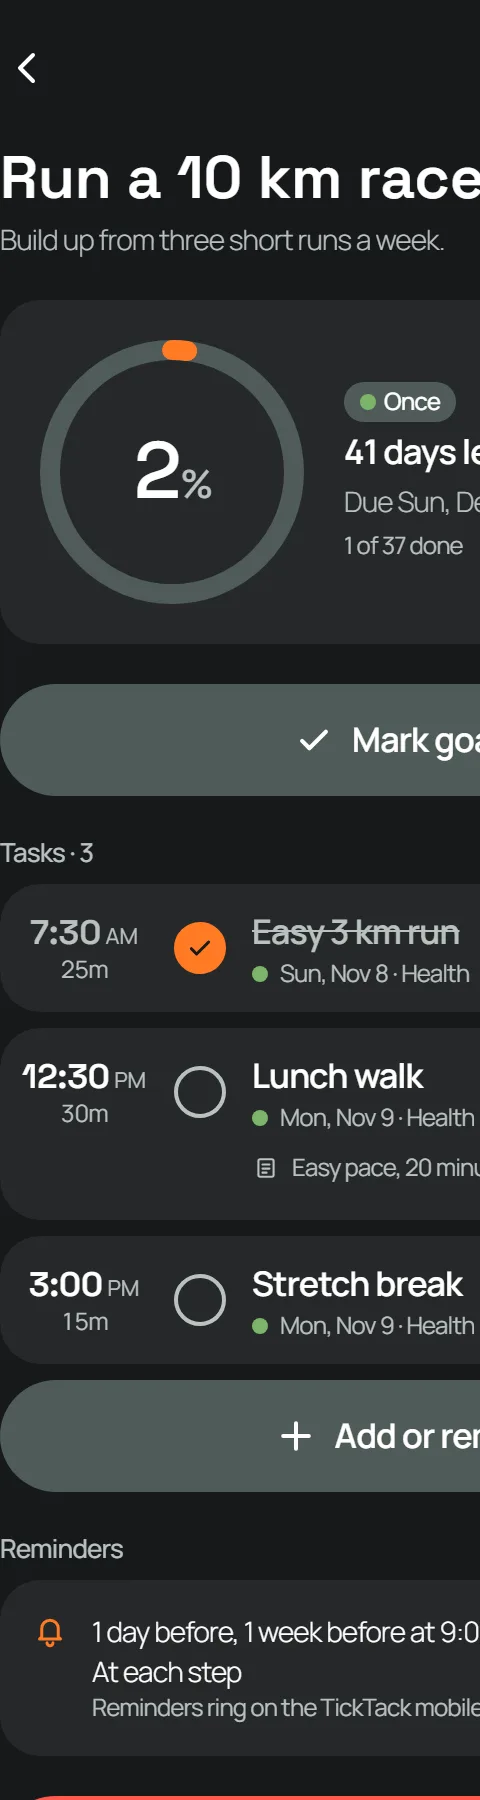 Run a 10 km race
Build up from three short runs a week.
2%
Once
41 days
Due Sun,
1 of 37 done
Mark
Tasks · 3
7:30 AM
Easy 3 km run
25m
Sun, Nov 8 · Health
12:30 PM
Lunch walk
30m
Mon, Nov 9 · Health
Easy pace, 20
3:00 PM
Stretch break
15m
Mon, Nov 9 · Health
Add or
Reminders
1 day before, 1 week before at
At each step
Reminders ring on the TickTack mobile